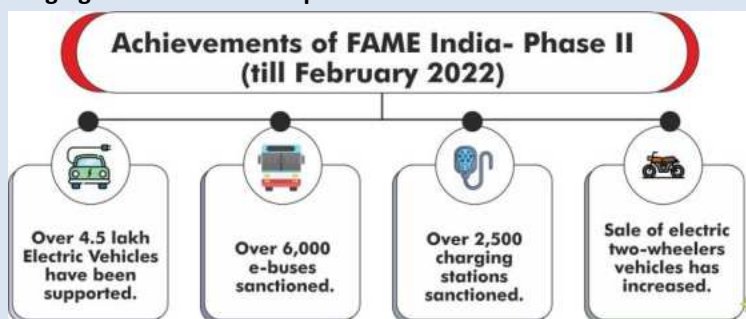 Achievements of FAME India- Phase II
(till February 2022)
Over 4.5 lakh
Electric Vehicles
have been
supported.
Over 6,000
e-buses
sanctioned.
Over 2,500
charging
stations
sanctioned.
Sale of electric
two-wheelers
vehicles has
increased.